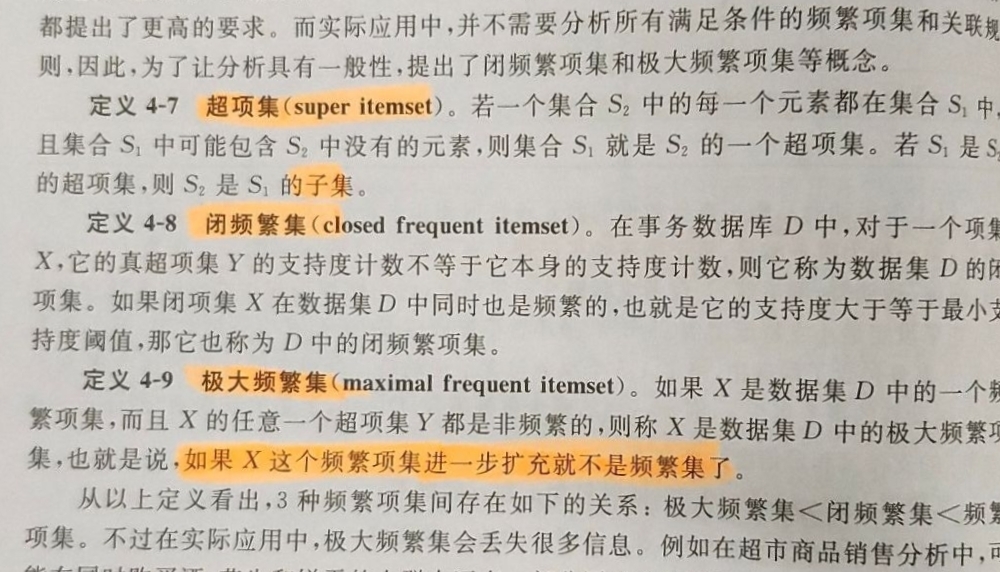 都提出了更高的要求。而实际应用中,并不需要分析所有满足条件的频繁项集和关联规
则,因此,为了让分析具有一般性,提出了闭频繁项集和极大频繁项集等概念。
定义 4-7 超项集(super itemset)。若一个集合 S₂ 中的每一个元素都在集合 S₁ 中,
且集合 S₁ 中可能包含 S₂ 中没有的元素,则集合 S₁ 就是 S₂ 的一个超项集。若 S₁ 是 S₂
的超项集,则 S₂ 是 S₁ 的子集。
定义 4-8 闭频繁集(closed frequent itemset)。在事务数据库 D 中,对于一个项集
X,它的真超项集 Y 的支持度计数不等于它本身的支持度计数,则它称为数据集 D 的闭
项集。如果闭项集 X 在数据集 D 中同时也是频繁的,也就是它的支持度大于等于最小支
持度阈值,那它也称为 D 中的闭频繁项集。
定义 4-9 极大频繁集(maximal frequent itemset)。如果 X 是数据集 D 中的一个频
繁项集,而且 X 的任意一个超项集 Y 都是非频繁的,则称 X 是数据集 D 中的极大频繁项
集,也就是说,如果 X 这个频繁项集进一步扩充就不是频繁集了。
从以上定义看出,3 种频繁项集间存在如下的关系:极大频繁集<闭频繁集<频繁
项集。不过在实际应用中,极大频繁集会丢失很多信息。例如在超市商品销售分析中,可